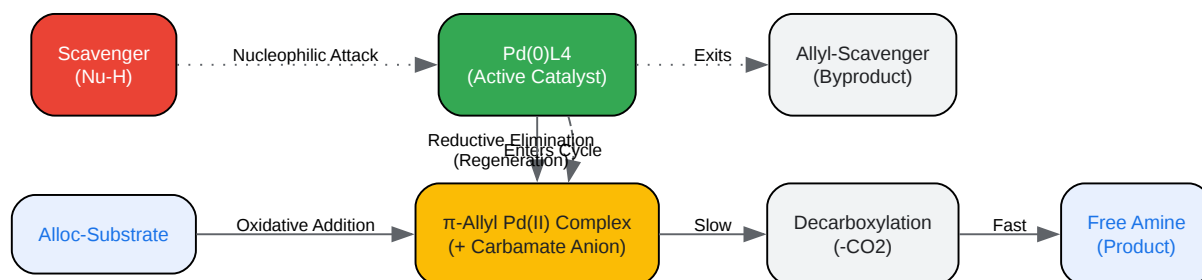 Scavenger
(Nu-H)
Nucleophilic Attack
Pd(0)L4
(Active Catalyst)
Exits
Allyl-Scavenger
(Byproduct)
Reductive Elimination
(Regeneration)
Enters Cycle
Alloc-Substrate
Oxidative Addition
π-Allyl Pd(II) Complex
(+ Carbamate Anion)
Slow
Decarboxylation
(-CO2)
Fast
Free Amine
(Product)